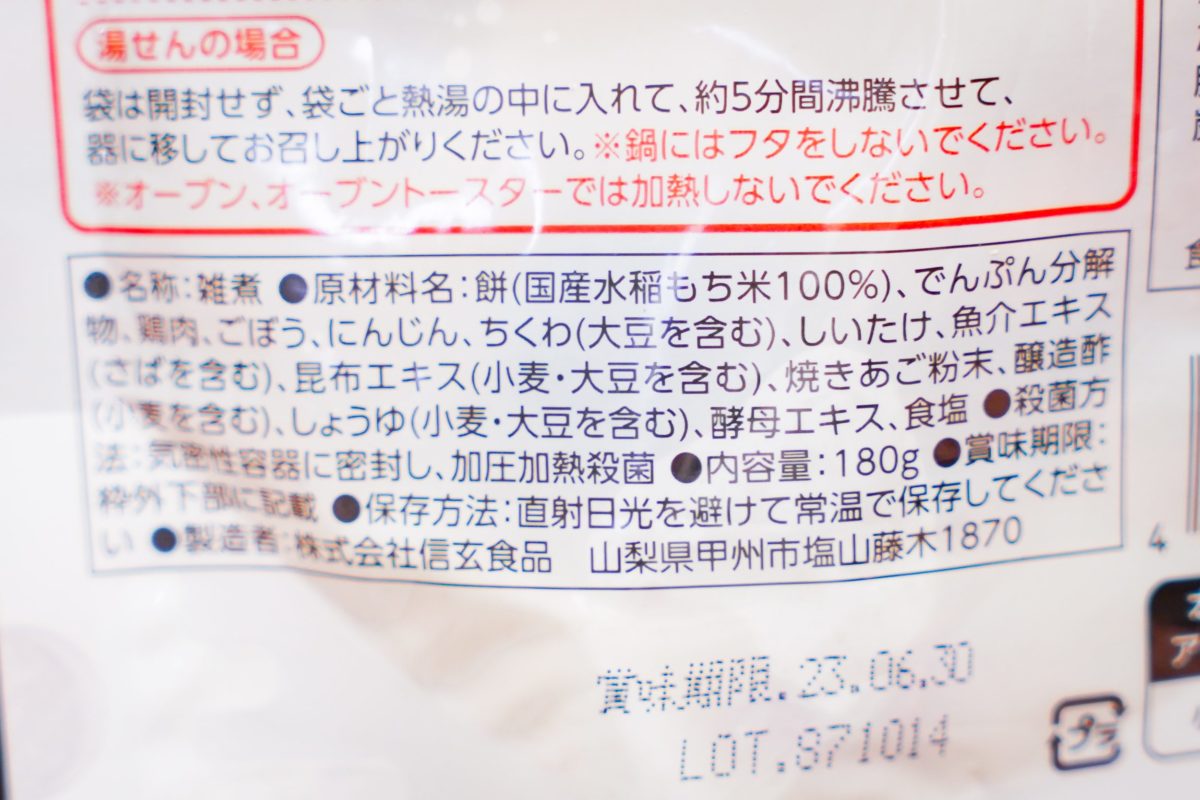 湯せんの場合
袋は開封せず、袋ごと熱湯の中に入れて、約5分間沸騰させて、
器に移してお召し上がりください。※鍋にはフタをしないでください。
※オーブン、オーブントースターでは加熱しないでください。
●名称：雑煮 ●原材料名：餅(国産水稲もち米100%)、でんぷん分解
物、鶏肉、ごぼう、にんじん、ちくわ(大豆を含む)、しいたけ、魚介エキス
(さばを含む)、昆布エキス(小麦・大豆を含む)、焼きあご粉末、醸造酢
(小麦を含む)、しょうゆ(小麦・大豆を含む)、酵母エキス、食塩 ●殺菌方
法：気密性容器に密封し、加圧加熱殺菌 ●内容量：180g ●賞味期限：
枠外下部に記載 ●保存方法：直射日光を避けて常温で保存してくださ
い ●製造者：株式会社信玄食品　山梨県甲州市塩山藤木1870
賞味期限.23.06.30
LOT.871014
プラ
4